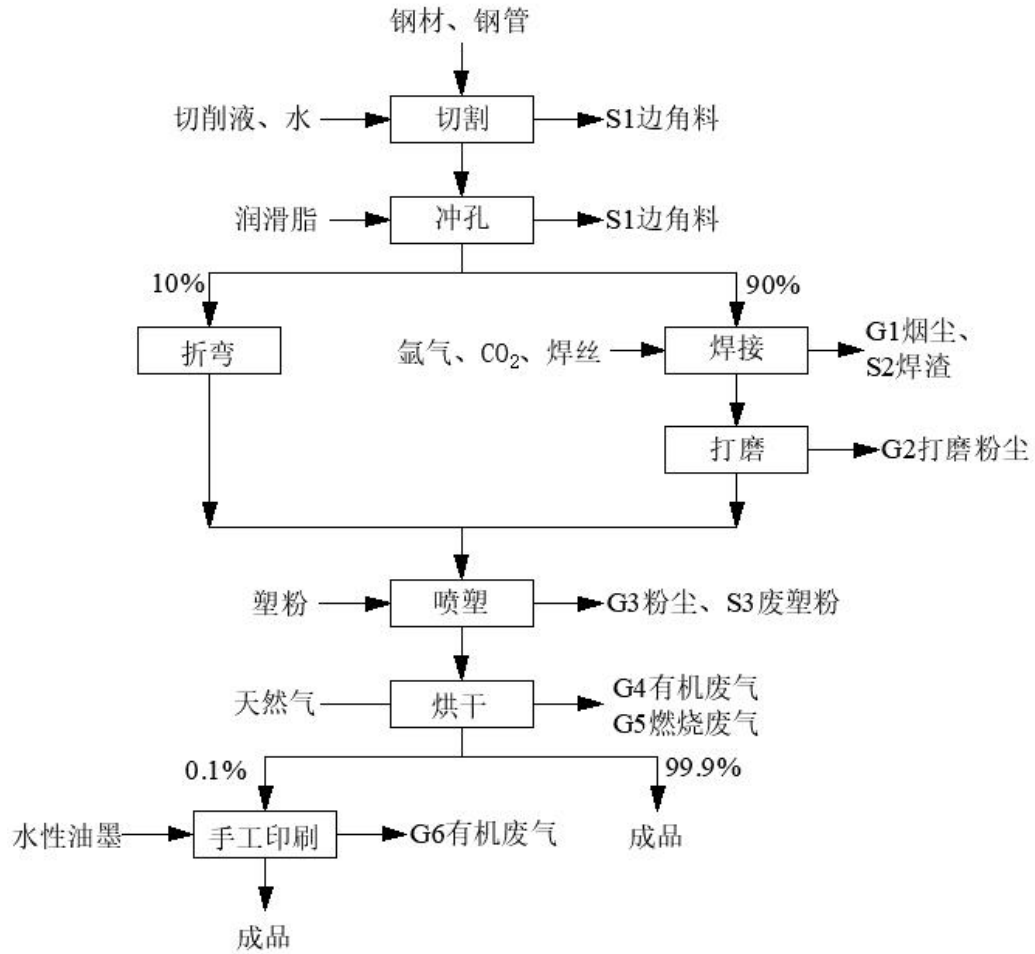 钢材、钢管
切削液、水
切割
S1边角料
润滑脂
冲孔
S1边角料
10%
90%
折弯
氩气、CO₂、焊丝
焊接
G1烟尘、
S2焊渣
打磨
G2打磨粉尘
塑粉
喷塑
G3粉尘、S3废塑粉
天然气
烘干
G4有机废气
G5燃烧废气
0.1%
99.9%
水性油墨
手工印刷
G6有机废气
成品
成品